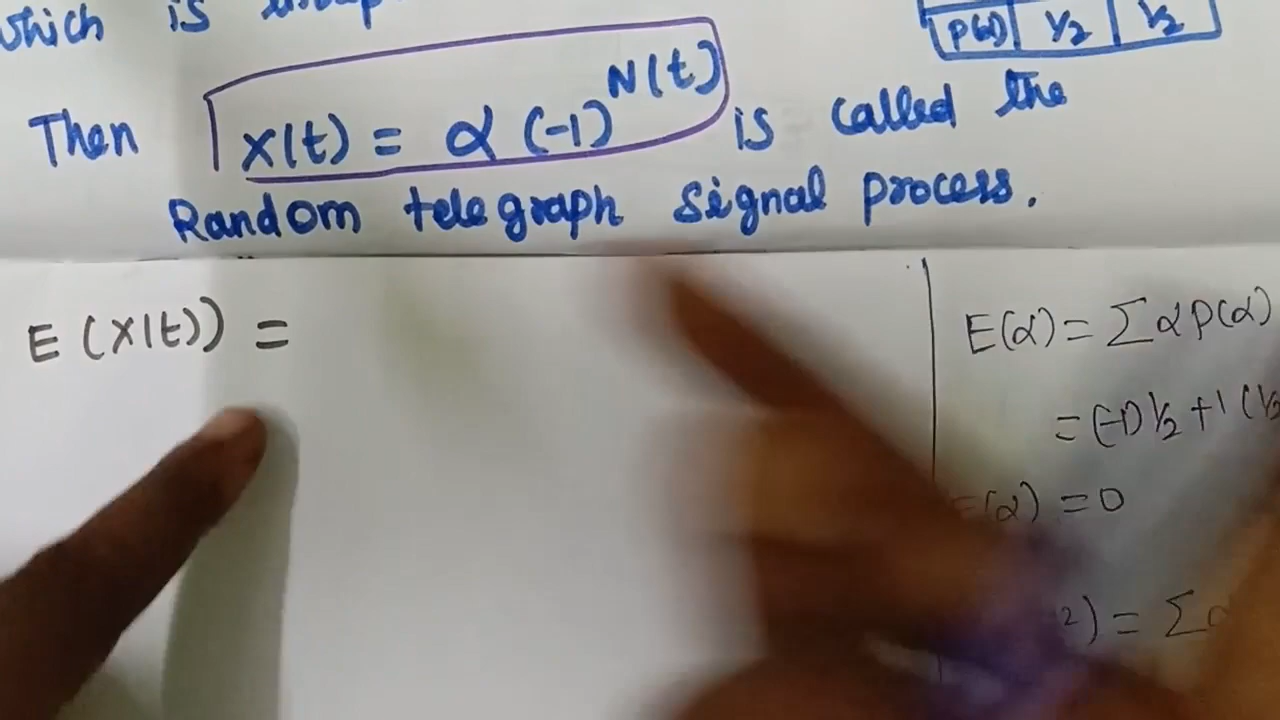 which is
P(α) 1/2 1/2
Then X(t) = α (-1)^N(t) is called the
Random telegraph signal process.
E (X(t)) =
E(α) = Σ α P(α)
= (-1) 1/2 + 1 (1/2
E(α) = 0
2) = Σ